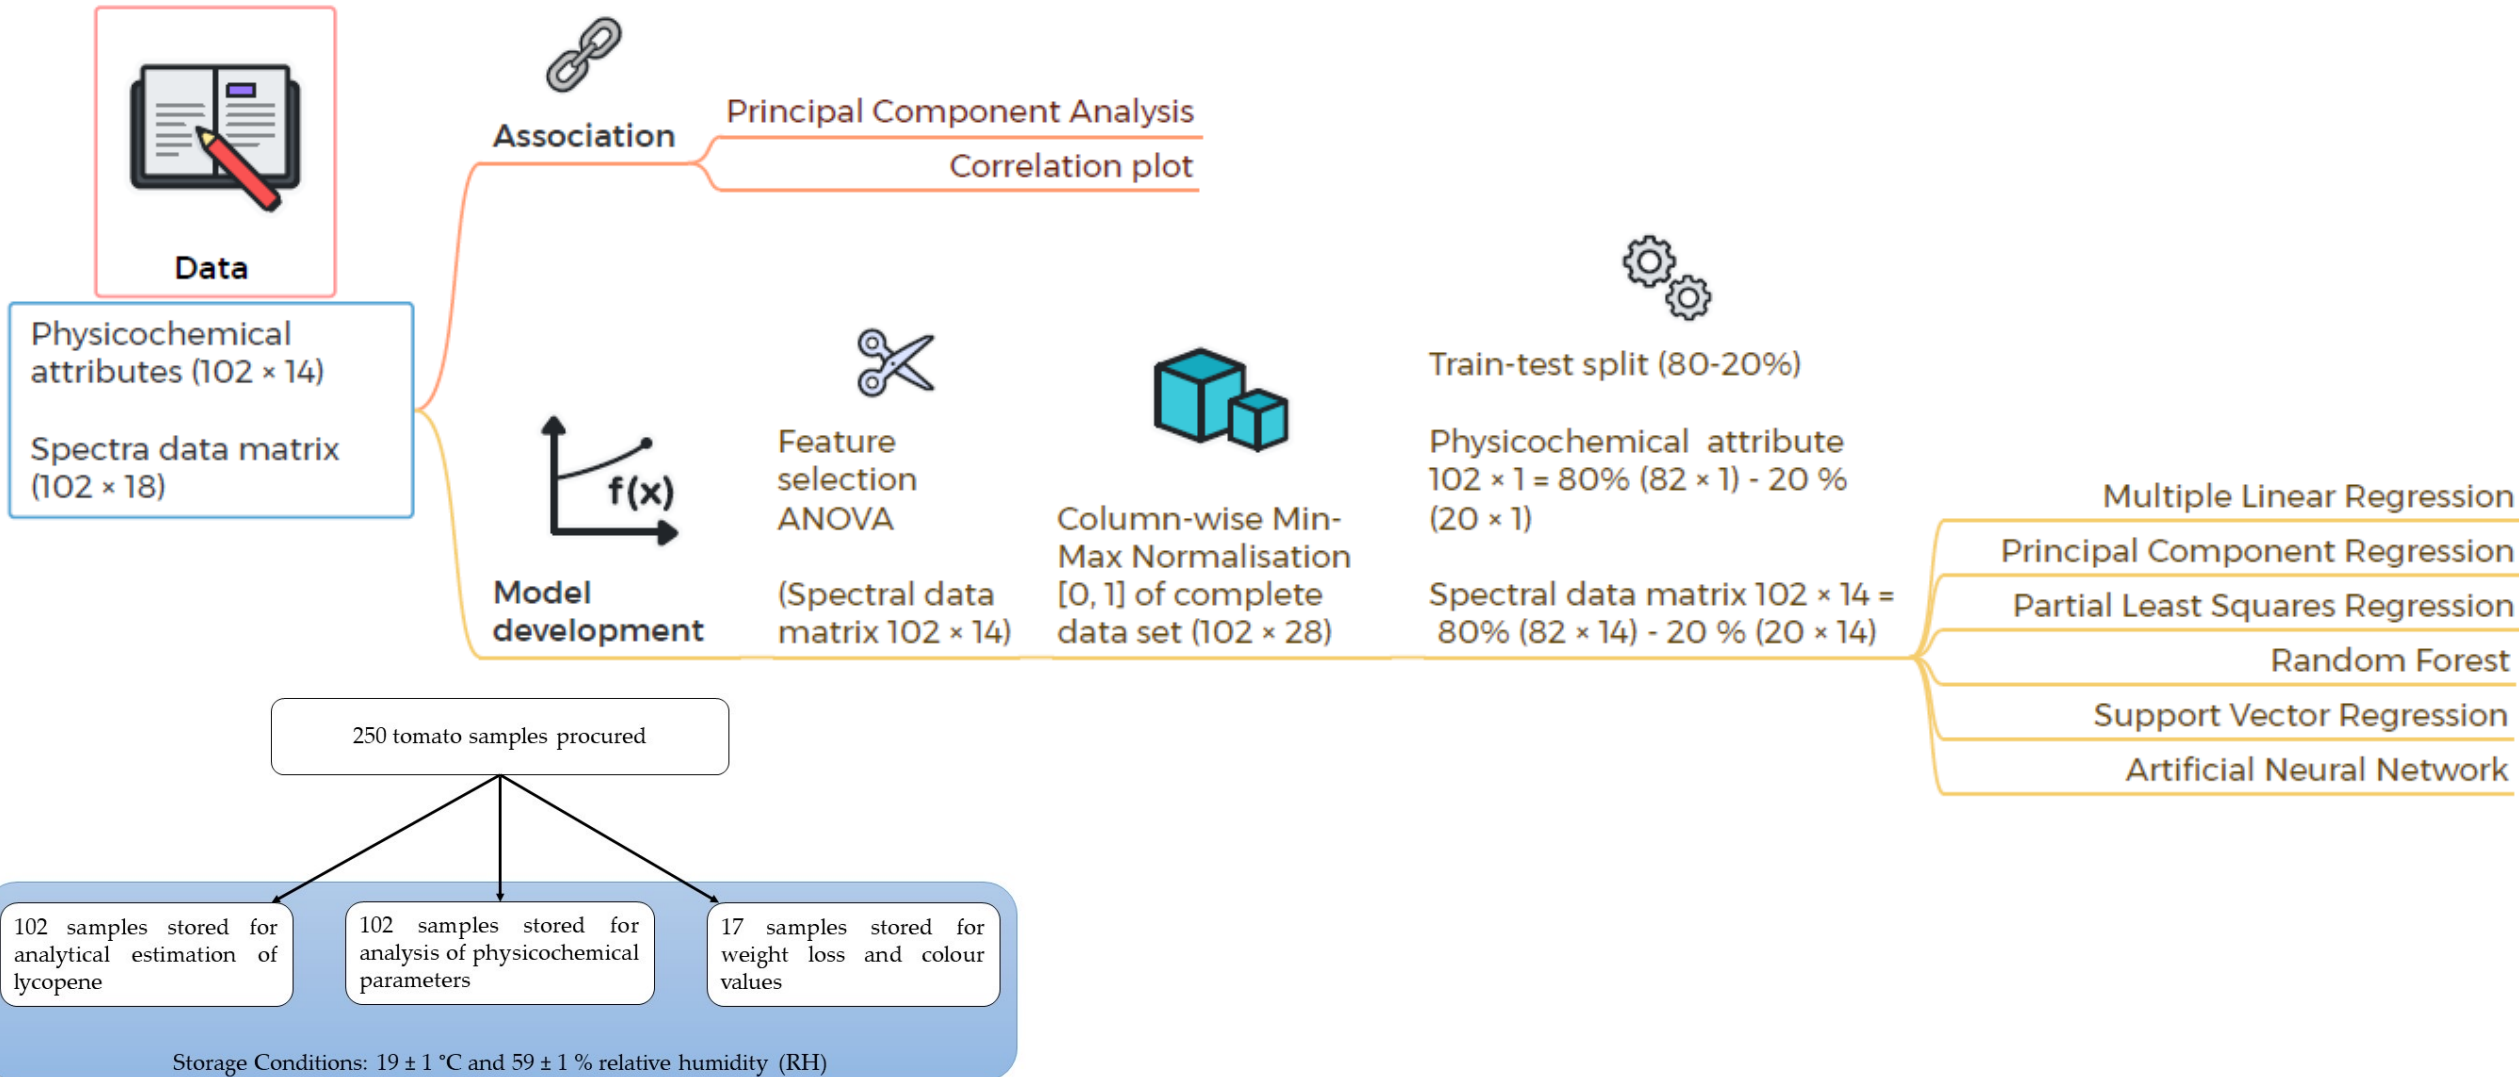 Data
Physicochemical
attributes (102 × 14)
Spectra data matrix
(102 × 18)
Association
Principal Component Analysis
Correlation plot
f(x)
Model
development
Feature
selection
ANOVA
(Spectral data
matrix 102 × 14)
Column-wise Min-
Max Normalisation
[0, 1] of complete
data set (102 × 28)
Train-test split (80-20%)
Physicochemical attribute
102 × 1 = 80% (82 × 1) - 20 %
(20 × 1)
Spectral data matrix 102 × 14 =
80% (82 × 14) - 20 % (20 × 14)
Multiple Linear Regression
Principal Component Regression
Partial Least Squares Regression
Random Forest
Support Vector Regression
Artificial Neural Network
250 tomato samples procured
102 samples stored for
analytical estimation of
lycopene
102 samples stored for
analysis of physicochemical
parameters
17 samples stored for
weight loss and colour
values
Storage Conditions: 19 ± 1 °C and 59 ± 1 % relative humidity (RH)